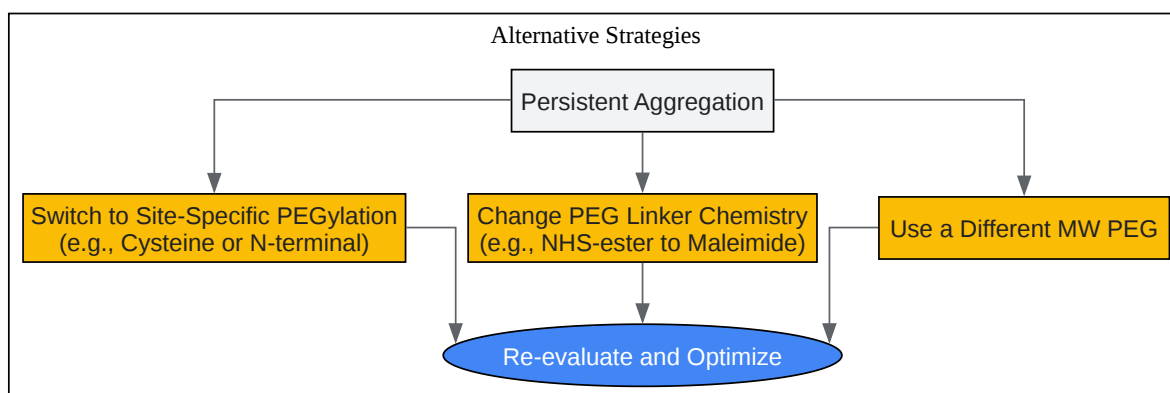 Alternative Strategies
Persistent Aggregation
Switch to Site-Specific PEGylation
(e.g., Cysteine or N-terminal)
Change PEG Linker Chemistry
(e.g., NHS-ester to Maleimide)
Use a Different MW PEG
Re-evaluate and Optimize